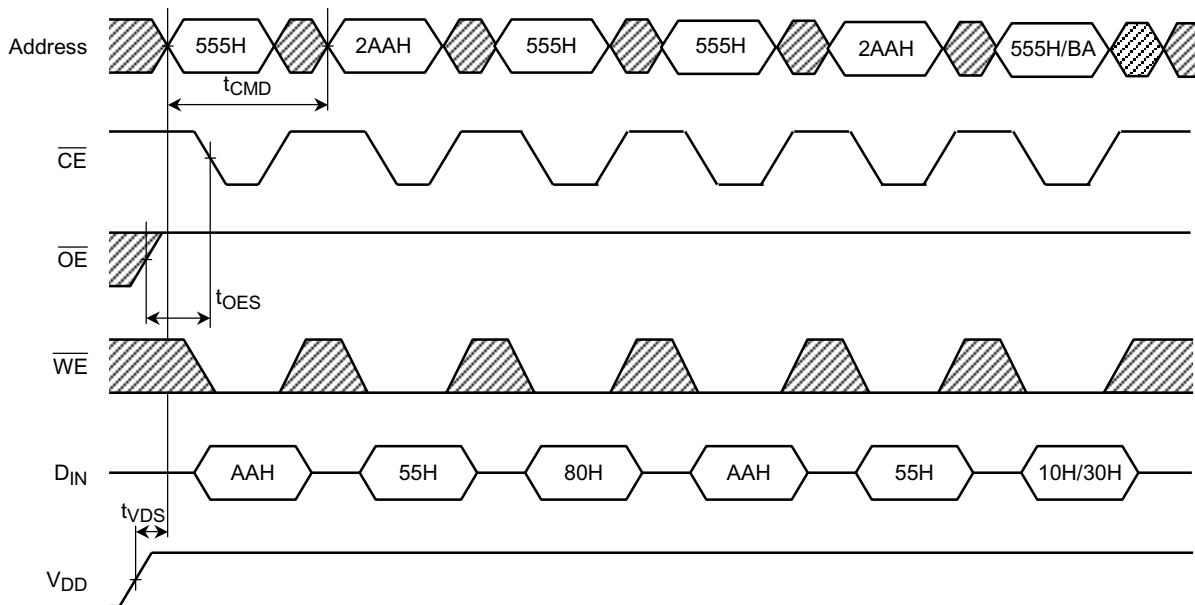 Address 555H 2AAH 555H 555H 2AAH 555H/BA
tCMD
CE
OE
tOES
WE
DIN AAH 55H 80H AAH 55H 10H/30H
tVDS
VDD